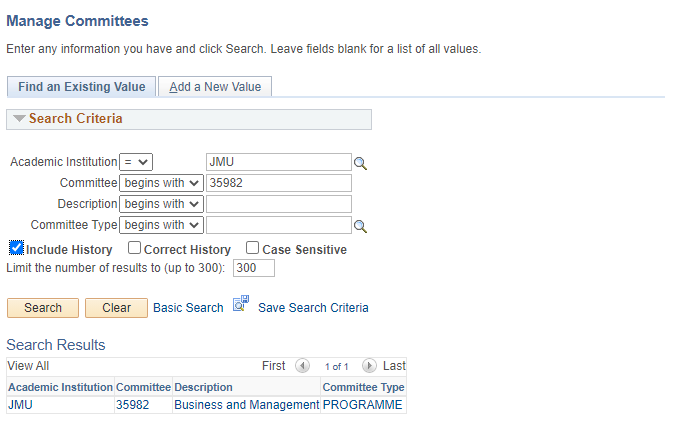 Manage Committees
Enter any information you have and click Search. Leave fields blank for a list of all values.
Find an Existing Value Add a New Value
Search Criteria
Academic Institution = JMU
Committee begins with 35982
Description begins with
Committee Type begins with
Include History Correct History Case Sensitive
Limit the number of results to (up to 300): 300
Search Clear Basic Search Save Search Criteria
Search Results
View All First 1 of 1 Last
Academic Institution Committee Description Committee Type
JMU 35982 Business and Management PROGRAMME